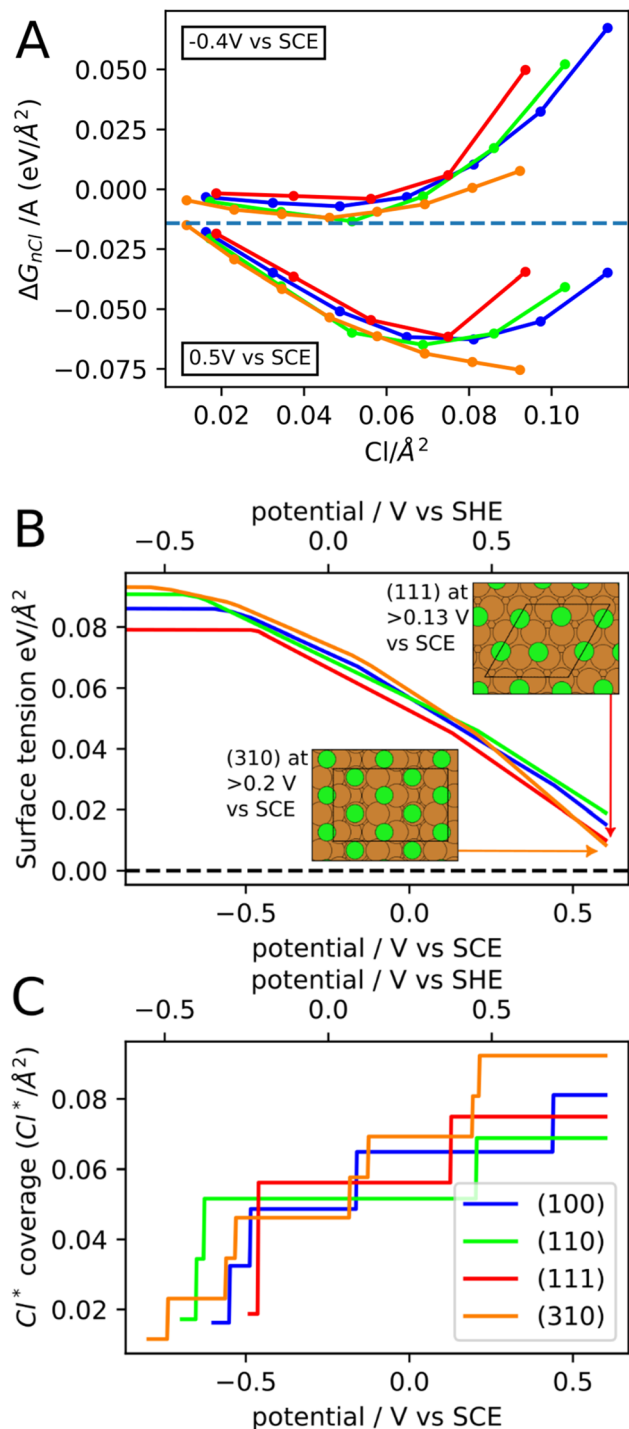 A
-0.4V vs SCE
0.050
0.025
0.000
−0.025
−0.050
−0.075
ΔG_nCl /A (eV/Å²)
0.5V vs SCE
0.02 0.04 0.06 0.08 0.10
Cl/Å²
B
potential / V vs SHE
−0.5 0.0 0.5
Surface tension eV/Å²
0.08
0.06
0.04
0.02
0.00
(111) at
>0.13 V
vs SCE
(310) at
>0.2 V
vs SCE
−0.5 0.0 0.5
potential / V vs SCE
C
potential / V vs SHE
−0.5 0.0 0.5
Cl* coverage (Cl*/Å²)
0.08
0.06
0.04
0.02
(100)
(110)
(111)
(310)
−0.5 0.0 0.5
potential / V vs SCE